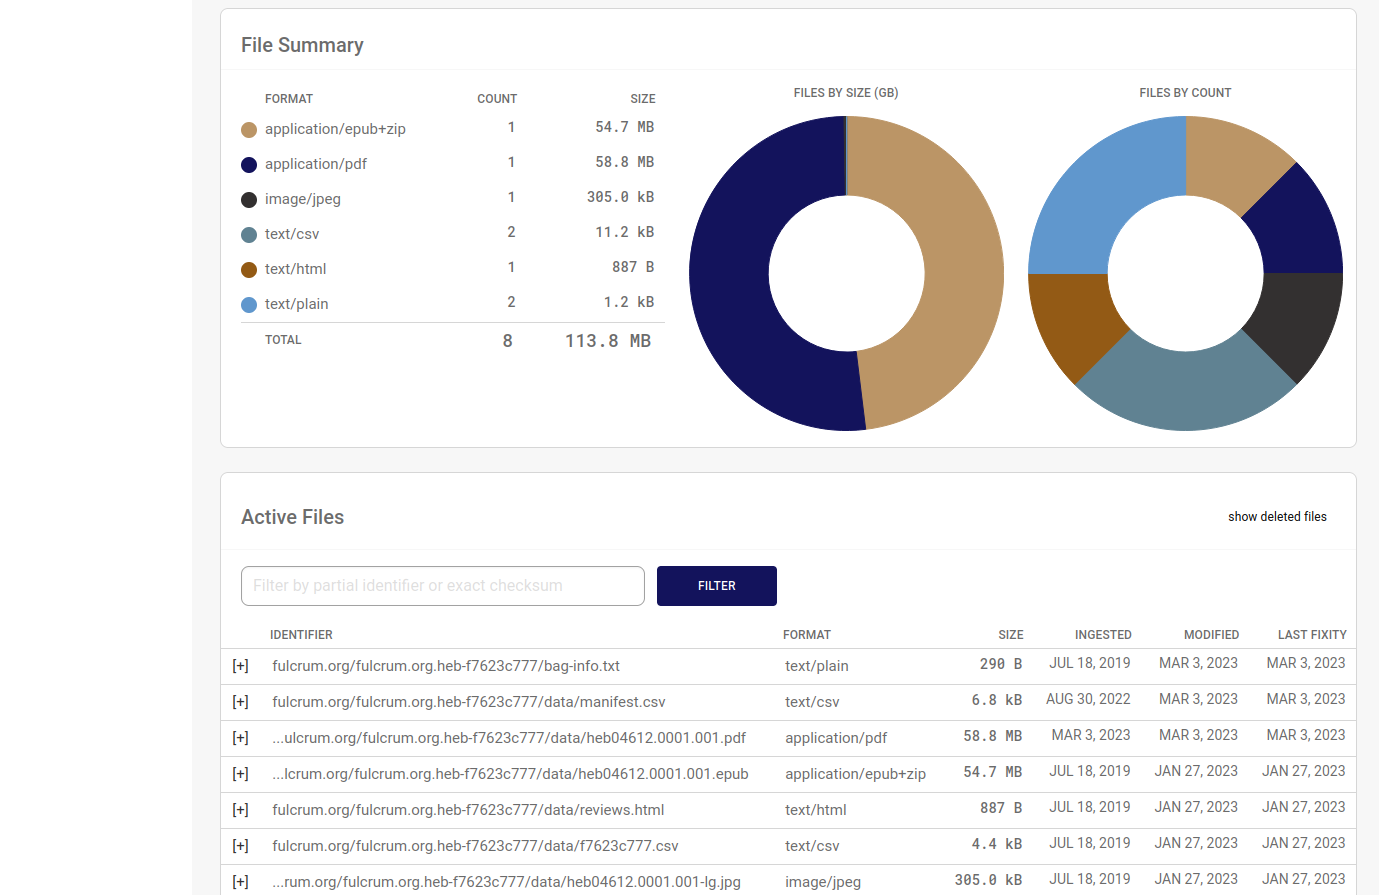 File Summary
FORMAT COUNT SIZE
application/epub+zip 1 54.7 MB
application/pdf 1 58.8 MB
image/jpeg 1 305.0 kB
text/csv 2 11.2 kB
text/html 1 887 B
text/plain 2 1.2 kB
TOTAL 8 113.8 MB
FILES BY SIZE (GB)
FILES BY COUNT
Active Files
show deleted files
Filter by partial identifier or exact checksum
FILTER
IDENTIFIER FORMAT SIZE INGESTED MODIFIED LAST FIXITY
[+] fulcrum.org/fulcrum.org.heb-f7623c777/bag-info.txt text/plain 290 B JUL 18, 2019 MAR 3, 2023 MAR 3, 2023
[+] fulcrum.org/fulcrum.org.heb-f7623c777/data/manifest.csv text/csv 6.8 kB AUG 30, 2022 MAR 3, 2023 MAR 3, 2023
[+] ...ulcrum.org/fulcrum.org.heb-f7623c777/data/heb04612.0001.001.pdf application/pdf 58.8 MB MAR 3, 2023 MAR 3, 2023 MAR 3, 2023
[+] ...lcrum.org/fulcrum.org.heb-f7623c777/data/heb04612.0001.001.epub application/epub+zip 54.7 MB JUL 18, 2019 JAN 27, 2023 JAN 27, 2023
[+] fulcrum.org/fulcrum.org.heb-f7623c777/data/reviews.html text/html 887 B JUL 18, 2019 JAN 27, 2023 JAN 27, 2023
[+] fulcrum.org/fulcrum.org.heb-f7623c777/data/f7623c777.csv text/csv 4.4 kB JUL 18, 2019 JAN 27, 2023 JAN 27, 2023
[+] ...rum.org/fulcrum.org.heb-f7623c777/data/heb04612.0001.001-lg.jpg image/jpeg 305.0 kB JUL 18, 2019 JAN 27, 2023 JAN 27, 2023